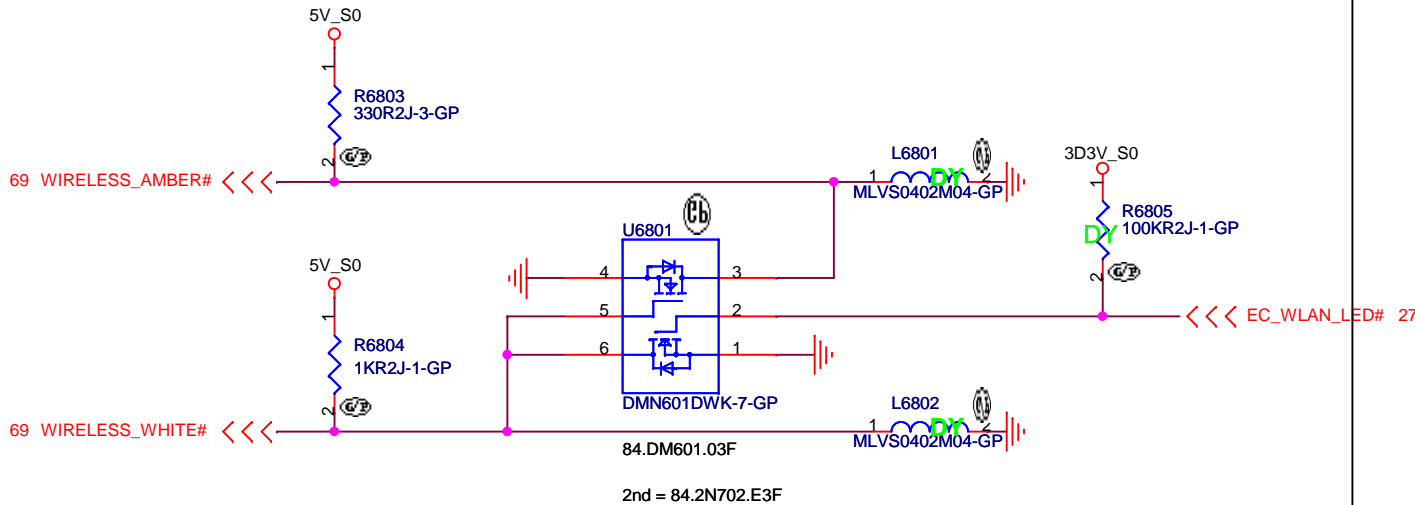 5V_S0
1
R6803
330R2J-3-GP
2
G/P
69 WIRELESS_AMBER#
L6801
1
DY
2
MLVS0402M04-GP
3D3V_S0
1
R6805
100KR2J-1-GP
DY
2
G/P
U6801
4
3
5
2
6
1
DMN601DWK-7-GP
84.DM601.03F
2nd = 84.2N702.E3F
EC_WLAN_LED# 27
5V_S0
1
R6804
1KR2J-1-GP
2
G/P
69 WIRELESS_WHITE#
L6802
1
DY
2
MLVS0402M04-GP